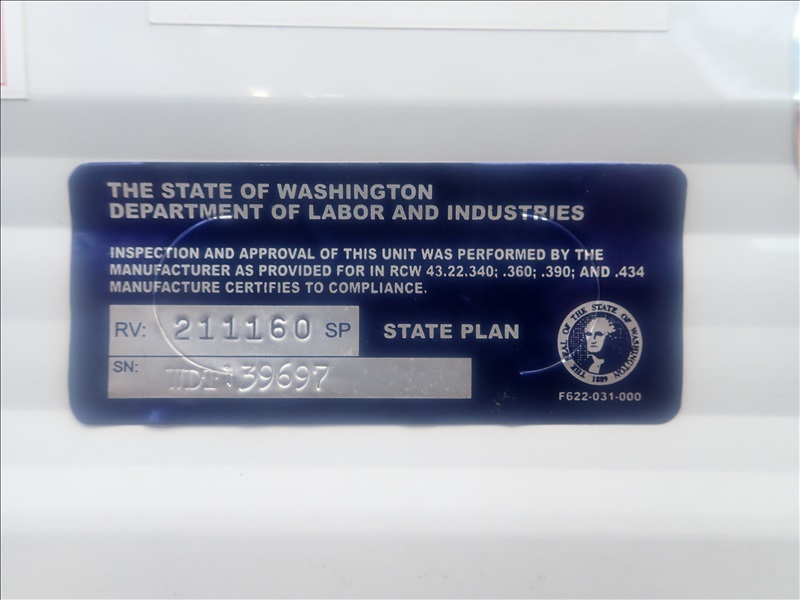 THE STATE OF WASHINGTON
DEPARTMENT OF LABOR AND INDUSTRIES
INSPECTION AND APPROVAL OF THIS UNIT WAS PERFORMED BY THE
MANUFACTURER AS PROVIDED FOR IN RCW 43.22.340; .360; .390; AND .434
MANUFACTURE CERTIFIES TO COMPLIANCE.
RV: 211160 SP STATE PLAN
SN:
THE SEAL OF THE STATE OF WASHINGTON
1889
F622-031-000